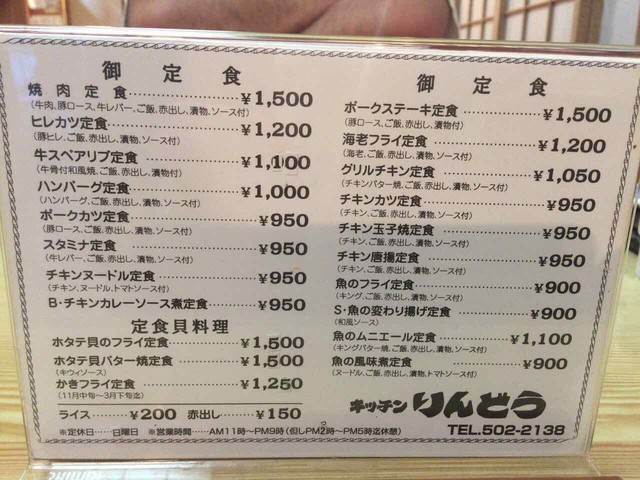 御定食
焼肉定食 ¥1,500
(牛肉、豚ロース、牛レバー、ご飯、赤出し、漬物、ソース付)
ヒレカツ定食 ¥1,200
(豚ヒレ、ご飯、赤出し、漬物、ソース付)
牛スペアリブ定食 ¥1,100
(牛骨付和風焼、ご飯、赤出し、漬物付)
ハンバーグ定食 ¥1,000
(ハンバーグ、ご飯、赤出し、漬物、ソース付)
ポークカツ定食 ¥950
(豚ロース、ご飯、赤出し、漬物、ソース付)
スタミナ定食 ¥950
(牛レバー、ご飯、赤出し、漬物、ソース付)
チキンヌードル定食 ¥950
(チキン、ヌードル、トマトソース付)
B・チキンカレーソース煮定食 ¥950
定食貝料理
ホタテ貝のフライ定食 ¥1,500
ホタテ貝バター焼定食 ¥1,500
(キウィソース)
かきフライ定食 ¥1,250
(11月中旬〜3月下旬迄)
ライス ¥200 赤出し ¥150
※定休日……日曜日 ※営業時間……AM11時〜PM9時(但しPM2時〜PM5時迄休憩)
御定食
ポークステーキ定食 ¥1,500
(豚ロース、ご飯、赤出し、漬物付)
海老フライ定食 ¥1,200
(海老、ご飯、赤出し、漬物、ソース付)
グリルチキン定食 ¥1,050
(チキンバター焼、ご飯、赤出し、漬物、ソース付)
チキンカツ定食 ¥950
(チキン、ご飯、赤出し、漬物、ソース付)
チキン玉子焼定食 ¥950
(チキン、ご飯、赤出し、漬物、ソース付)
チキン唐揚定食 ¥950
(チキン、ご飯、赤出し、漬物、ソース付)
魚のフライ定食 ¥900
(キング、ご飯、赤出し、漬物、ソース付)
S・魚の変わり揚げ定食 ¥900
(和風ソース)
魚のムニエール定食 ¥1,100
(キングバター焼、ご飯、赤出し、漬物、ソース付)
魚の風味煮定食 ¥900
(ヌードル、ご飯、赤出し、漬物、トマトソース付)
キッチンりんどう
TEL.502-2138